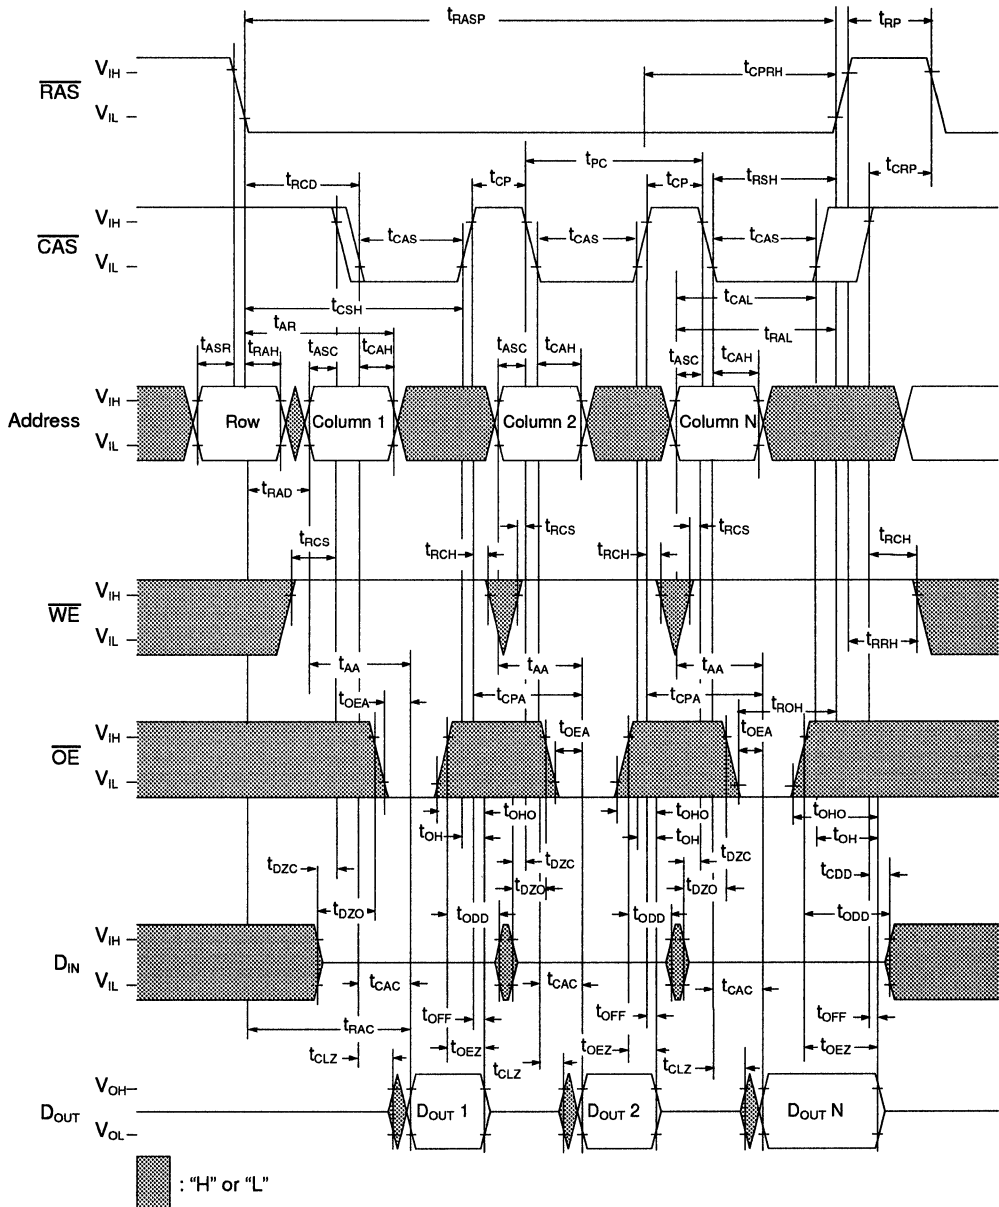 tRASP
tRP
tCPRH
RAS
VIH
VIL
tPC
tCRP
tRCD
tCP
tCP
tRSH
CAS
VIH
VIL
tCAS
tCAS
tCAS
tCSH
tCAL
tAR
tRAL
tASR
tRAH
tASC
tCAH
tASC
tCAH
tASC
tCAH
Address
VIH
VIL
Row
Column 1
Column 2
Column N
tRAD
tRCS
tRCS
tRCS
tRCH
tRCH
tRCH
WE
VIH
VIL
tRRH
tAA
tAA
tAA
tOEA
tCPA
tCPA
tROH
OE
VIH
VIL
tOEA
tOEA
tOHO
tOHO
tOHO
tOH
tOH
tOH
tDZC
tDZC
tDZC
tCDD
tDZO
tDZO
tDZO
tODD
tODD
tODD
DIN
VIH
VIL
tCAC
tCAC
tCAC
tOFF
tOFF
tOFF
tRAC
tOEZ
tOEZ
tOEZ
tCLZ
tCLZ
tCLZ
DOUT
VOH
VOL
DOUT 1
DOUT 2
DOUT N
: “H” or “L”